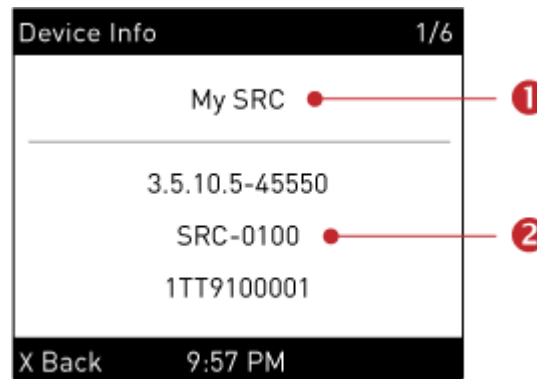 Device Info 1/6
My SRC 1
3.5.10.5-45550
SRC-0100 2
1TT9100001
X Back 9:57 PM